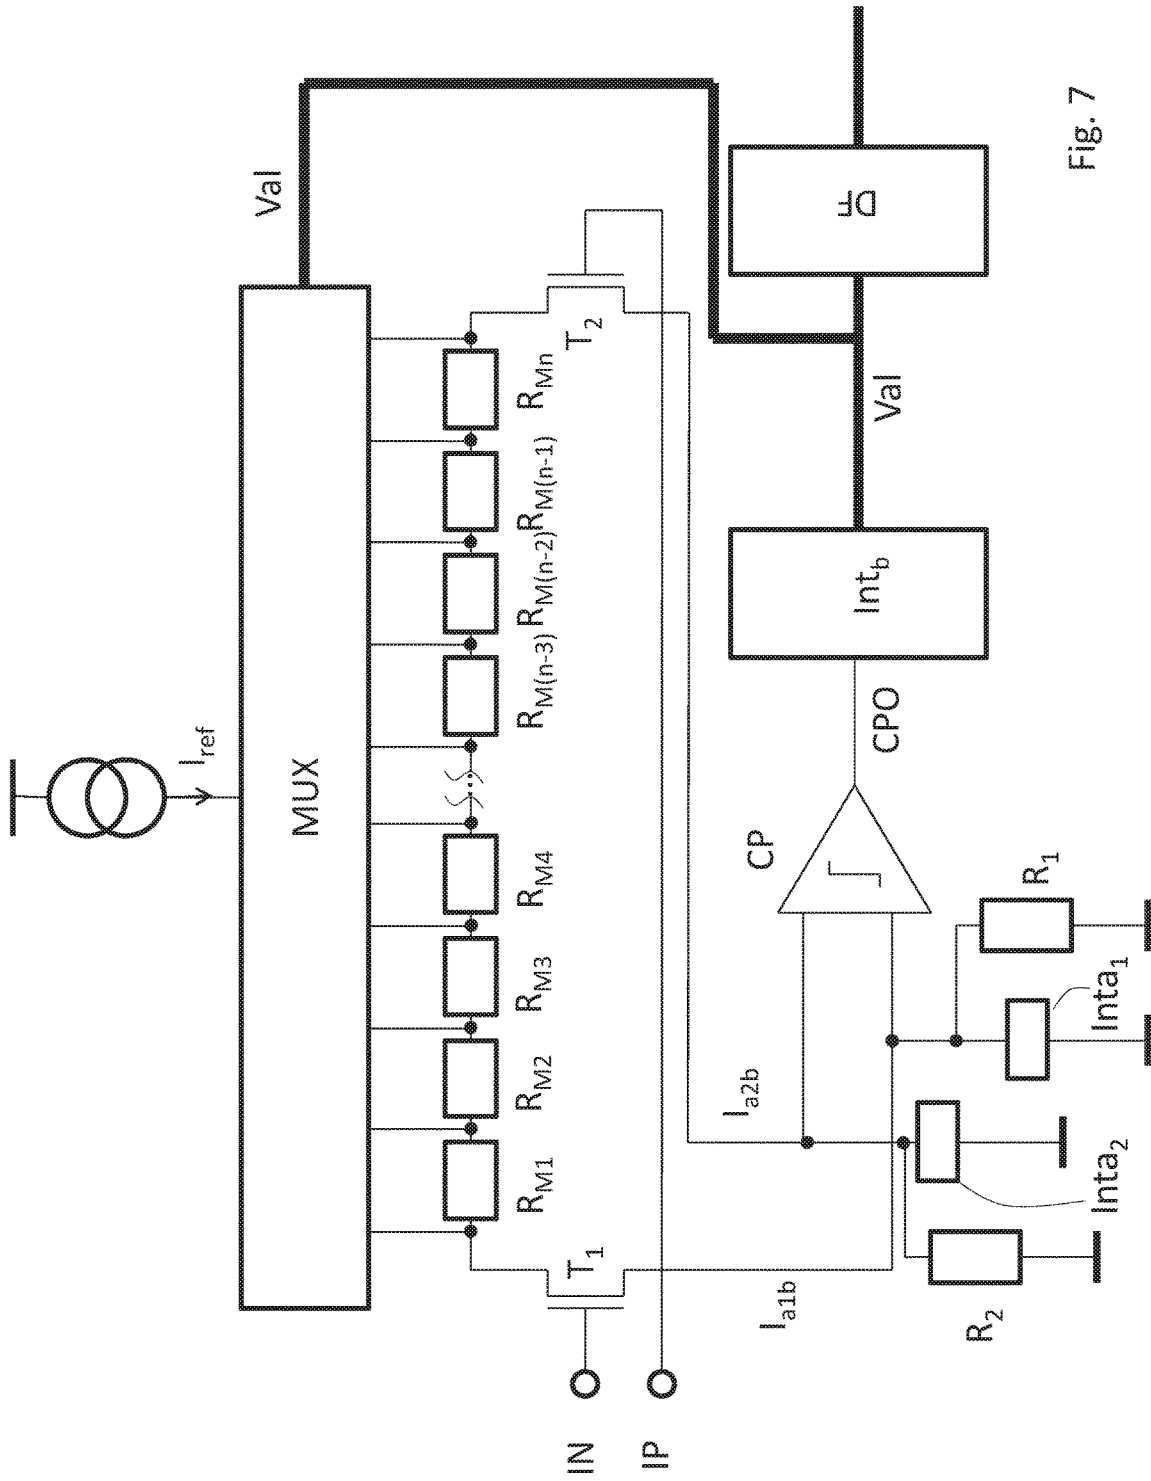 I_ref
MUX
Val
R_M1
R_M2
R_M3
R_M4
R_M(n-3)
R_M(n-2)
R_M(n-1)
R_Mn
T_1
T_2
IN
IP
I_a1b
I_a2b
CP
CPO
Int_b
Val
DF
R_2
Inta_2
Inta_1
R_1
Fig. 7